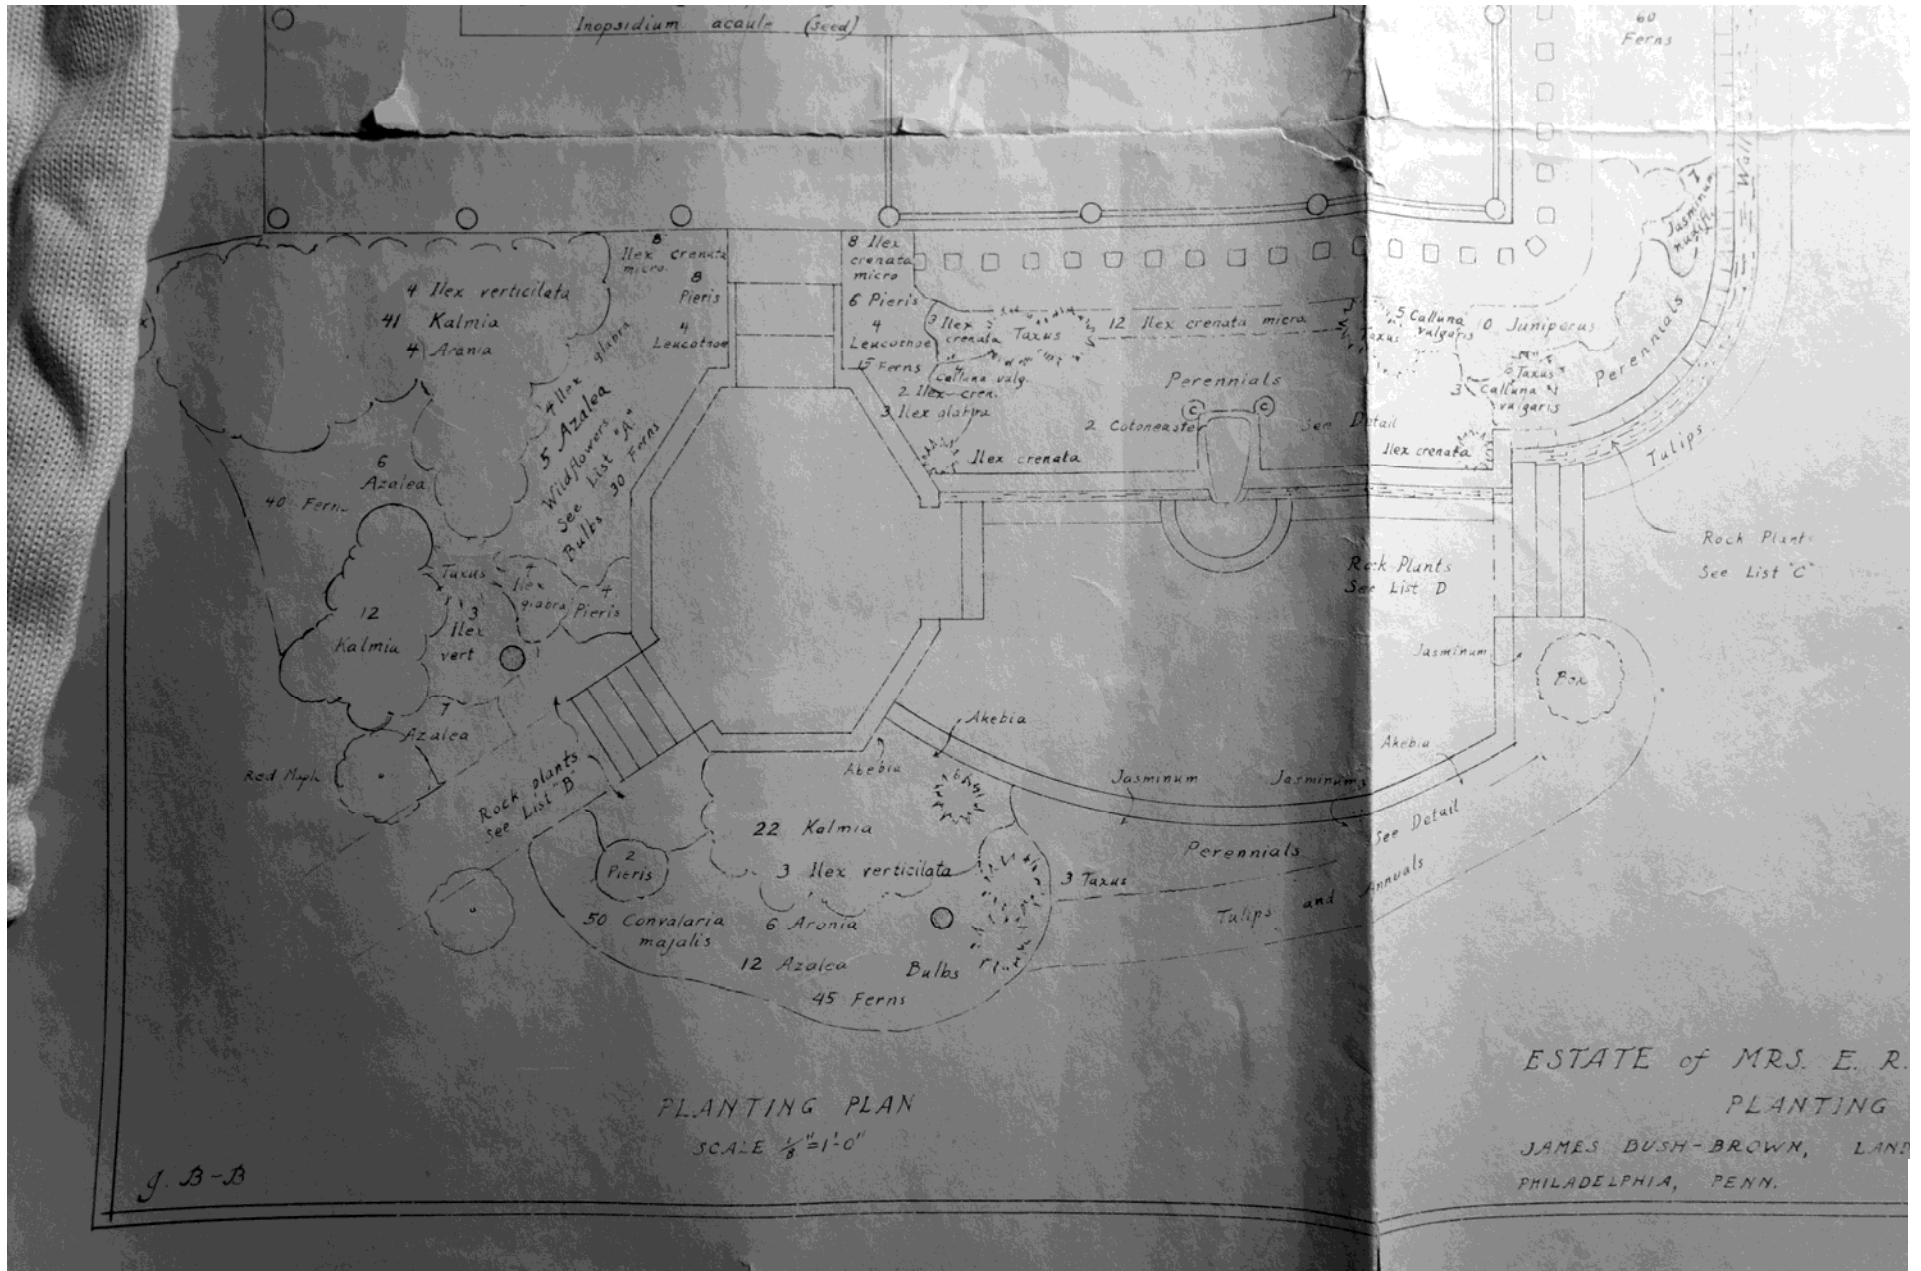 Inopsidium acaule (seed)
60
Ferns
Wall
7
Jasminum
nudifl.
Perennials
Tulips
8
Ilex crenata
micro.
8
Pieris
4
Leucothoe
8 Ilex
crenata
micro
6 Pieris
4
Leucothoe
15 Ferns
4 Ilex verticilata
41 Kalmia
4 Arania
4 Ilex glabra
5 Azalea
Wildflowers
See List "A"
Bulbs 30 Ferns
3 Ilex
crenata
Taxus
12 Ilex crenata micro
Calluna vulg.
2 Ilex-cren.
3 Ilex glabra
Ilex crenata
Perennials
2 Cotoneaster
C
C
See Detail
Ilex crenata
5 Calluna
vulgaris
Taxus
Juniperus
Taxus
3 Calluna
vulgaris
6
Azalea
40 Fern
Taxus
4
Ilex
glabra
4
Pieris
12
Kalmia
3
Ilex
vert
7
Azalea
Red Maple
Rock plants
see List "B"
Rock Plants
See List D
Rock Plants
See List "C"
Jasminum
Box
Akebia
Akebia
Akebia
Jasminum
Jasminum
See Detail
Perennials
Tulips and Annuals
22 Kalmia
3 Ilex verticilata
2
Pieris
3 Taxus
50 Convalaria
majalis
6 Aronia
12 Azalea
Bulbs
45 Ferns
PLANTING PLAN
SCALE 1/8"=1'-0"
J. B-B
ESTATE of MRS. E. R.
PLANTING
JAMES BUSH-BROWN, LAND
PHILADELPHIA, PENN.